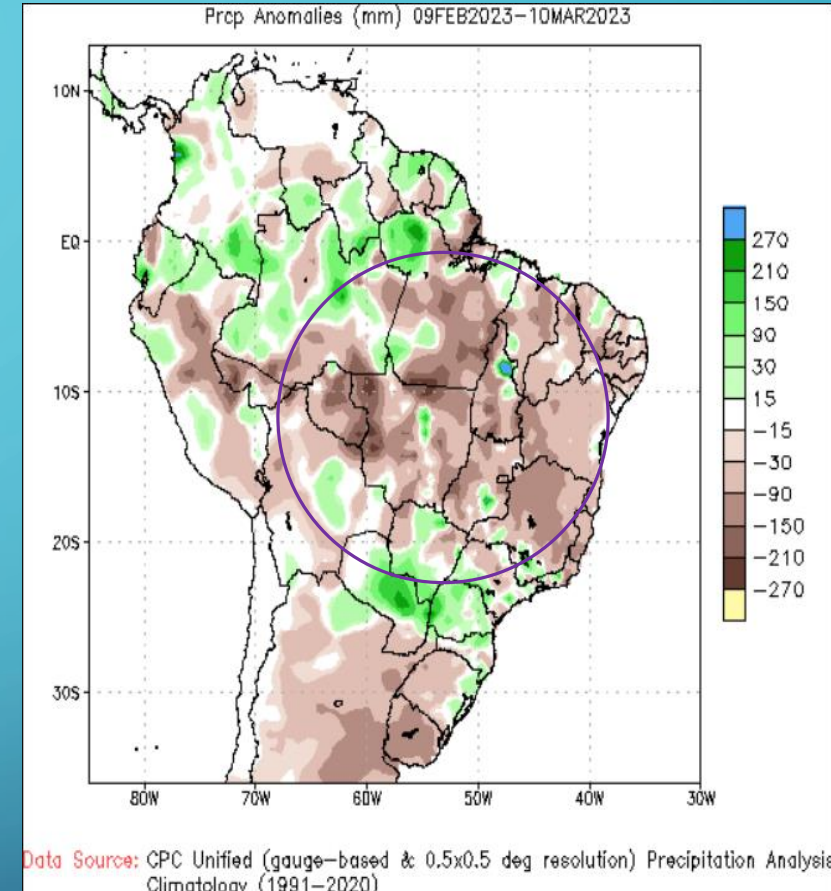 Prcp Anomalies (mm) 09FEB2023-10MAR2023
10N
EQ
10S
20S
30S
80W 70W 60W 50W 40W 30W
270
210
150
90
30
15
-15
-30
-90
-150
-210
-270
Data Source: CPC Unified (gauge-based & 0.5x0.5 deg resolution) Precipitation Analysis
Climatology (1991-2020)